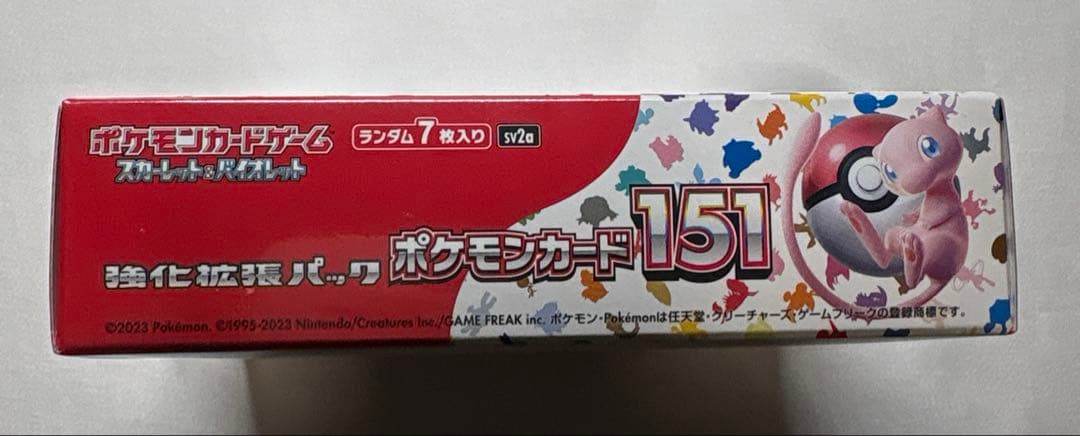 ポケモンカードゲーム
スカーレット&バイオレット
ランダム7枚入り
sv2a
強化拡張パック
ポケモンカード151
©2023 Pokémon. ©1995-2023 Nintendo/Creatures Inc./GAME FREAK inc. ポケモン・Pokémonは任天堂・クリーチャーズ・ゲームフリークの登録商標です。